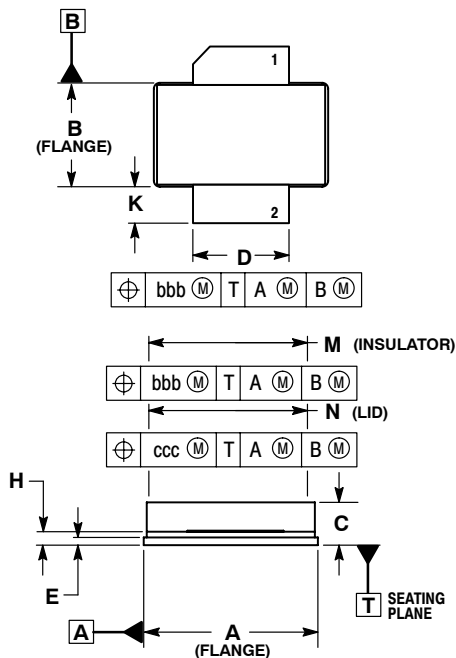 B
1
B
(FLANGE)
K
2
D
⌖ bbb Ⓜ T A Ⓜ B Ⓜ
M (INSULATOR)
⌖ bbb Ⓜ T A Ⓜ B Ⓜ
N (LID)
⌖ ccc Ⓜ T A Ⓜ B Ⓜ
H
C
E
T SEATING
PLANE
A
A
(FLANGE)